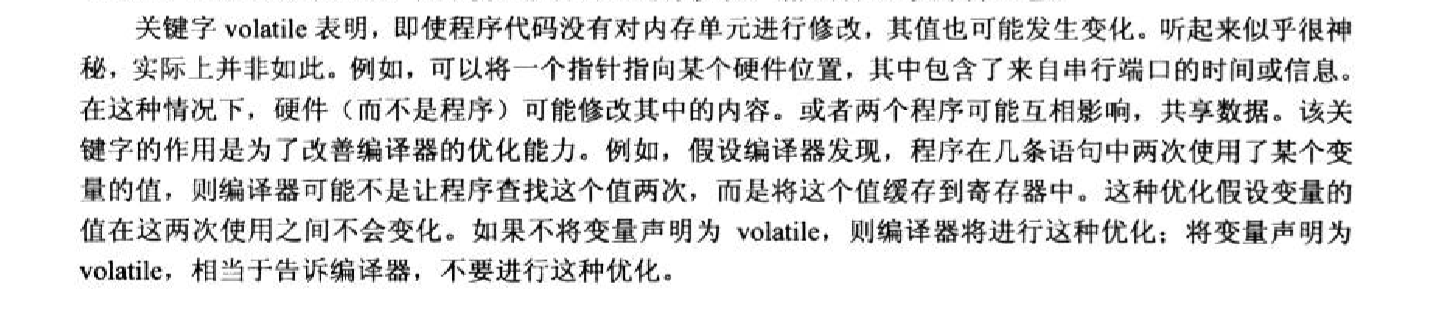 关键字 volatile 表明，即使程序代码没有对内存单元进行修改，其值也可能发生变化。听起来似乎很神
秘，实际上并非如此。例如，可以将一个指针指向某个硬件位置，其中包含了来自串行端口的时间或信息。
在这种情况下，硬件（而不是程序）可能修改其中的内容。或者两个程序可能互相影响，共享数据。该关
键字的作用是为了改善编译器的优化能力。例如，假设编译器发现，程序在几条语句中两次使用了某个变
量的值，则编译器可能不是让程序查找这个值两次，而是将这个值缓存到寄存器中。这种优化假设变量的
值在这两次使用之间不会变化。如果不将变量声明为 volatile，则编译器将进行这种优化；将变量声明为
volatile，相当于告诉编译器，不要进行这种优化。